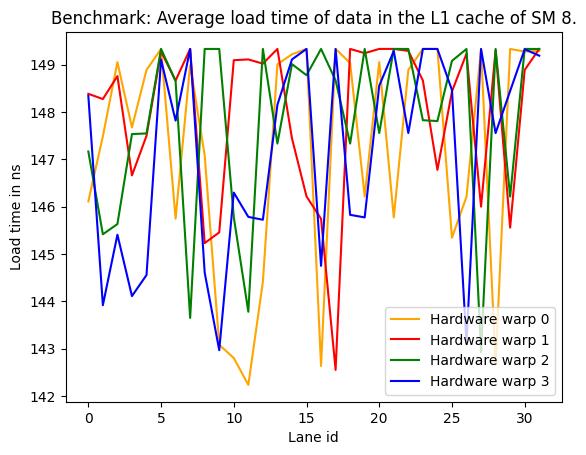 Benchmark: Average load time of data in the L1 cache of SM 8.
149
148
147
146
145
144
143
142
Load time in ns
Hardware warp 0
Hardware warp 1
Hardware warp 2
Hardware warp 3
0 5 10 15 20 25 30
Lane id